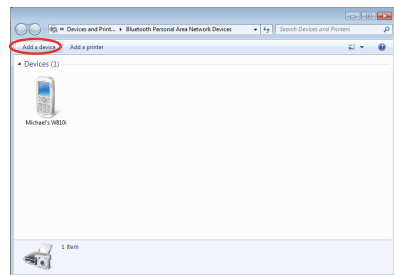 « Devices and Print... ▸ Bluetooth Personal Area Network Devices Search Devices and Printers
Add a device Add a printer
Devices (1)
Michael's W810i
1 item